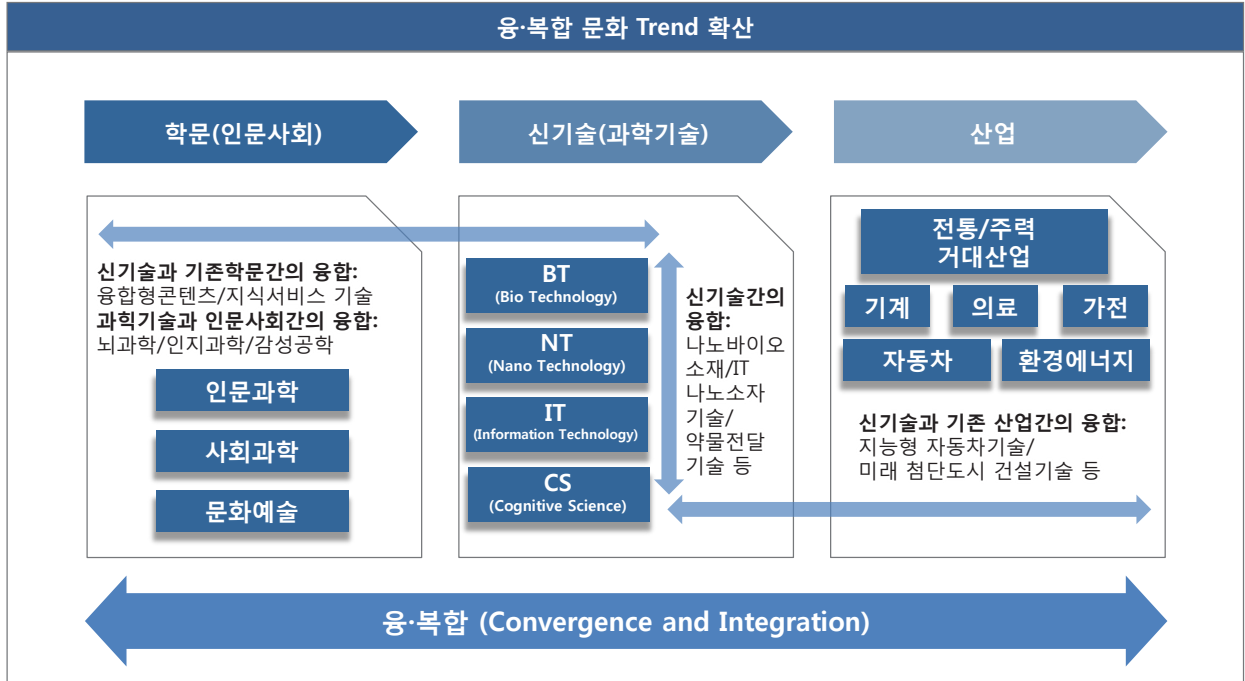 융·복합 문화 Trend 확산
학문(인문사회)
신기술(과학기술)
산업
신기술과 기존학문간의 융합:
융합형콘텐츠/지식서비스 기술
과힉기술과 인문사회간의 융합:
뇌과학/인지과학/감성공학
인문과학
사회과학
문화예술
BT
(Bio Technology)
NT
(Nano Technology)
IT
(Information Technology)
CS
(Cognitive Science)
신기술간의
융합:
나노바이오
소재/IT
나노소자
기술/
약물전달
기술 등
전통/주력
거대산업
기계
의료
가전
자동차
환경에너지
신기술과 기존 산업간의 융합:
지능형 자동차기술/
미래 첨단도시 건설기술 등
융·복합 (Convergence and Integration)